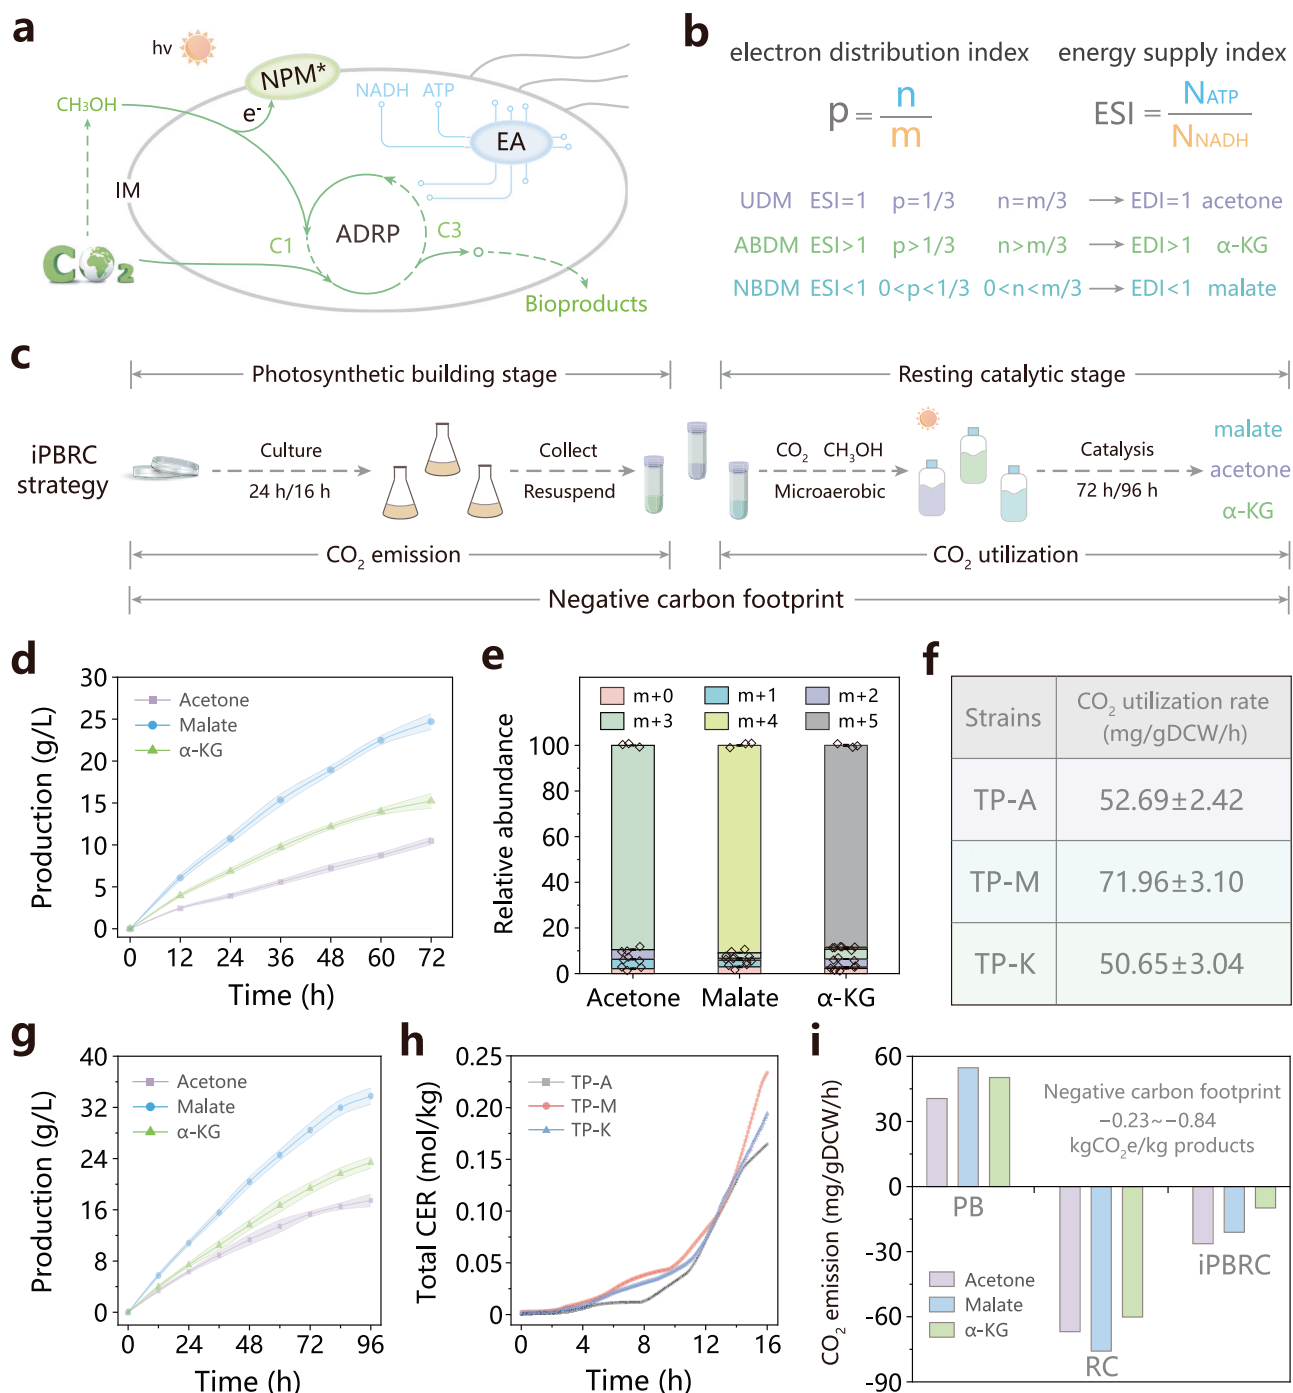 a
hv
NPM*
NADH ATP
CH₃OH
e⁻
EA
IM
C1
ADRP
C3
CO₂
Bioproducts
b
electron distribution index
energy supply index
p = n/m
ESI = N_ATP/N_NADH
UDM ESI=1 p=1/3 n=m/3 → EDI=1 acetone
ABDM ESI>1 p>1/3 n>m/3 → EDI>1 α-KG
NBDM ESI<1 0<p<1/3 0<n<m/3 → EDI<1 malate
c
Photosynthetic building stage
Resting catalytic stage
iPBRC
strategy
Culture
24 h/16 h
Collect
Resuspend
CO₂ CH₃OH
Microaerobic
Catalysis
72 h/96 h
malate
acetone
α-KG
CO₂ emission
CO₂ utilization
Negative carbon footprint
d
Production (g/L)
30
25
20
15
10
5
0
Acetone
Malate
α-KG
0 12 24 36 48 60 72
Time (h)
e
Relative abundance
m+0 m+1 m+2
m+3 m+4 m+5
100
80
60
40
20
0
Acetone Malate α-KG
f
Strains
CO₂ utilization rate
(mg/gDCW/h)
TP-A 52.69±2.42
TP-M 71.96±3.10
TP-K 50.65±3.04
g
Production (g/L)
40
32
24
16
8
0
Acetone
Malate
α-KG
0 24 48 72 96
Time (h)
h
Total CER (mol/kg)
0.25
0.20
0.15
0.10
0.05
0
TP-A
TP-M
TP-K
0 4 8 12 16
Time (h)
i
CO₂ emission (mg/gDCW/h)
60
30
0
-30
-60
-90
Negative carbon footprint
−0.23~−0.84
kgCO₂e/kg products
PB
RC
iPBRC
Acetone
Malate
α-KG